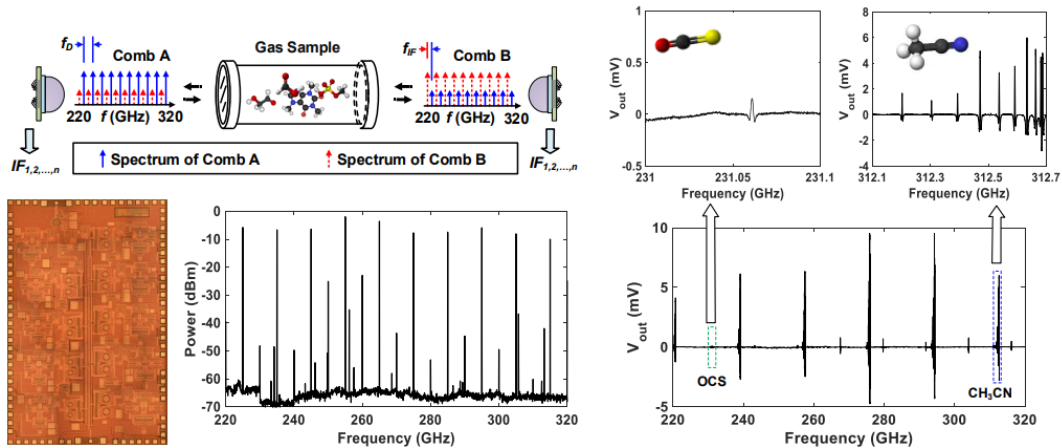 f_D
Comb A
Gas Sample
f_IF
Comb B
220 f (GHz) 320
220 f (GHz) 320
IF_1,2,...,n
Spectrum of Comb A
Spectrum of Comb B
IF_1,2,...,n
Power (dBm)
0
-10
-20
-30
-40
-50
-60
-70
220 240 260 280 300 320
Frequency (GHz)
V_out (mV)
1
0.5
0
-0.5
231 231.05 231.1
Frequency (GHz)
V_out (mV)
4
2
0
-2
-4
312.1 312.3 312.5 312.7
Frequency (GHz)
V_out (mV)
10
5
0
-5
OCS
CH₃CN
220 240 260 280 300 320
Frequency (GHz)